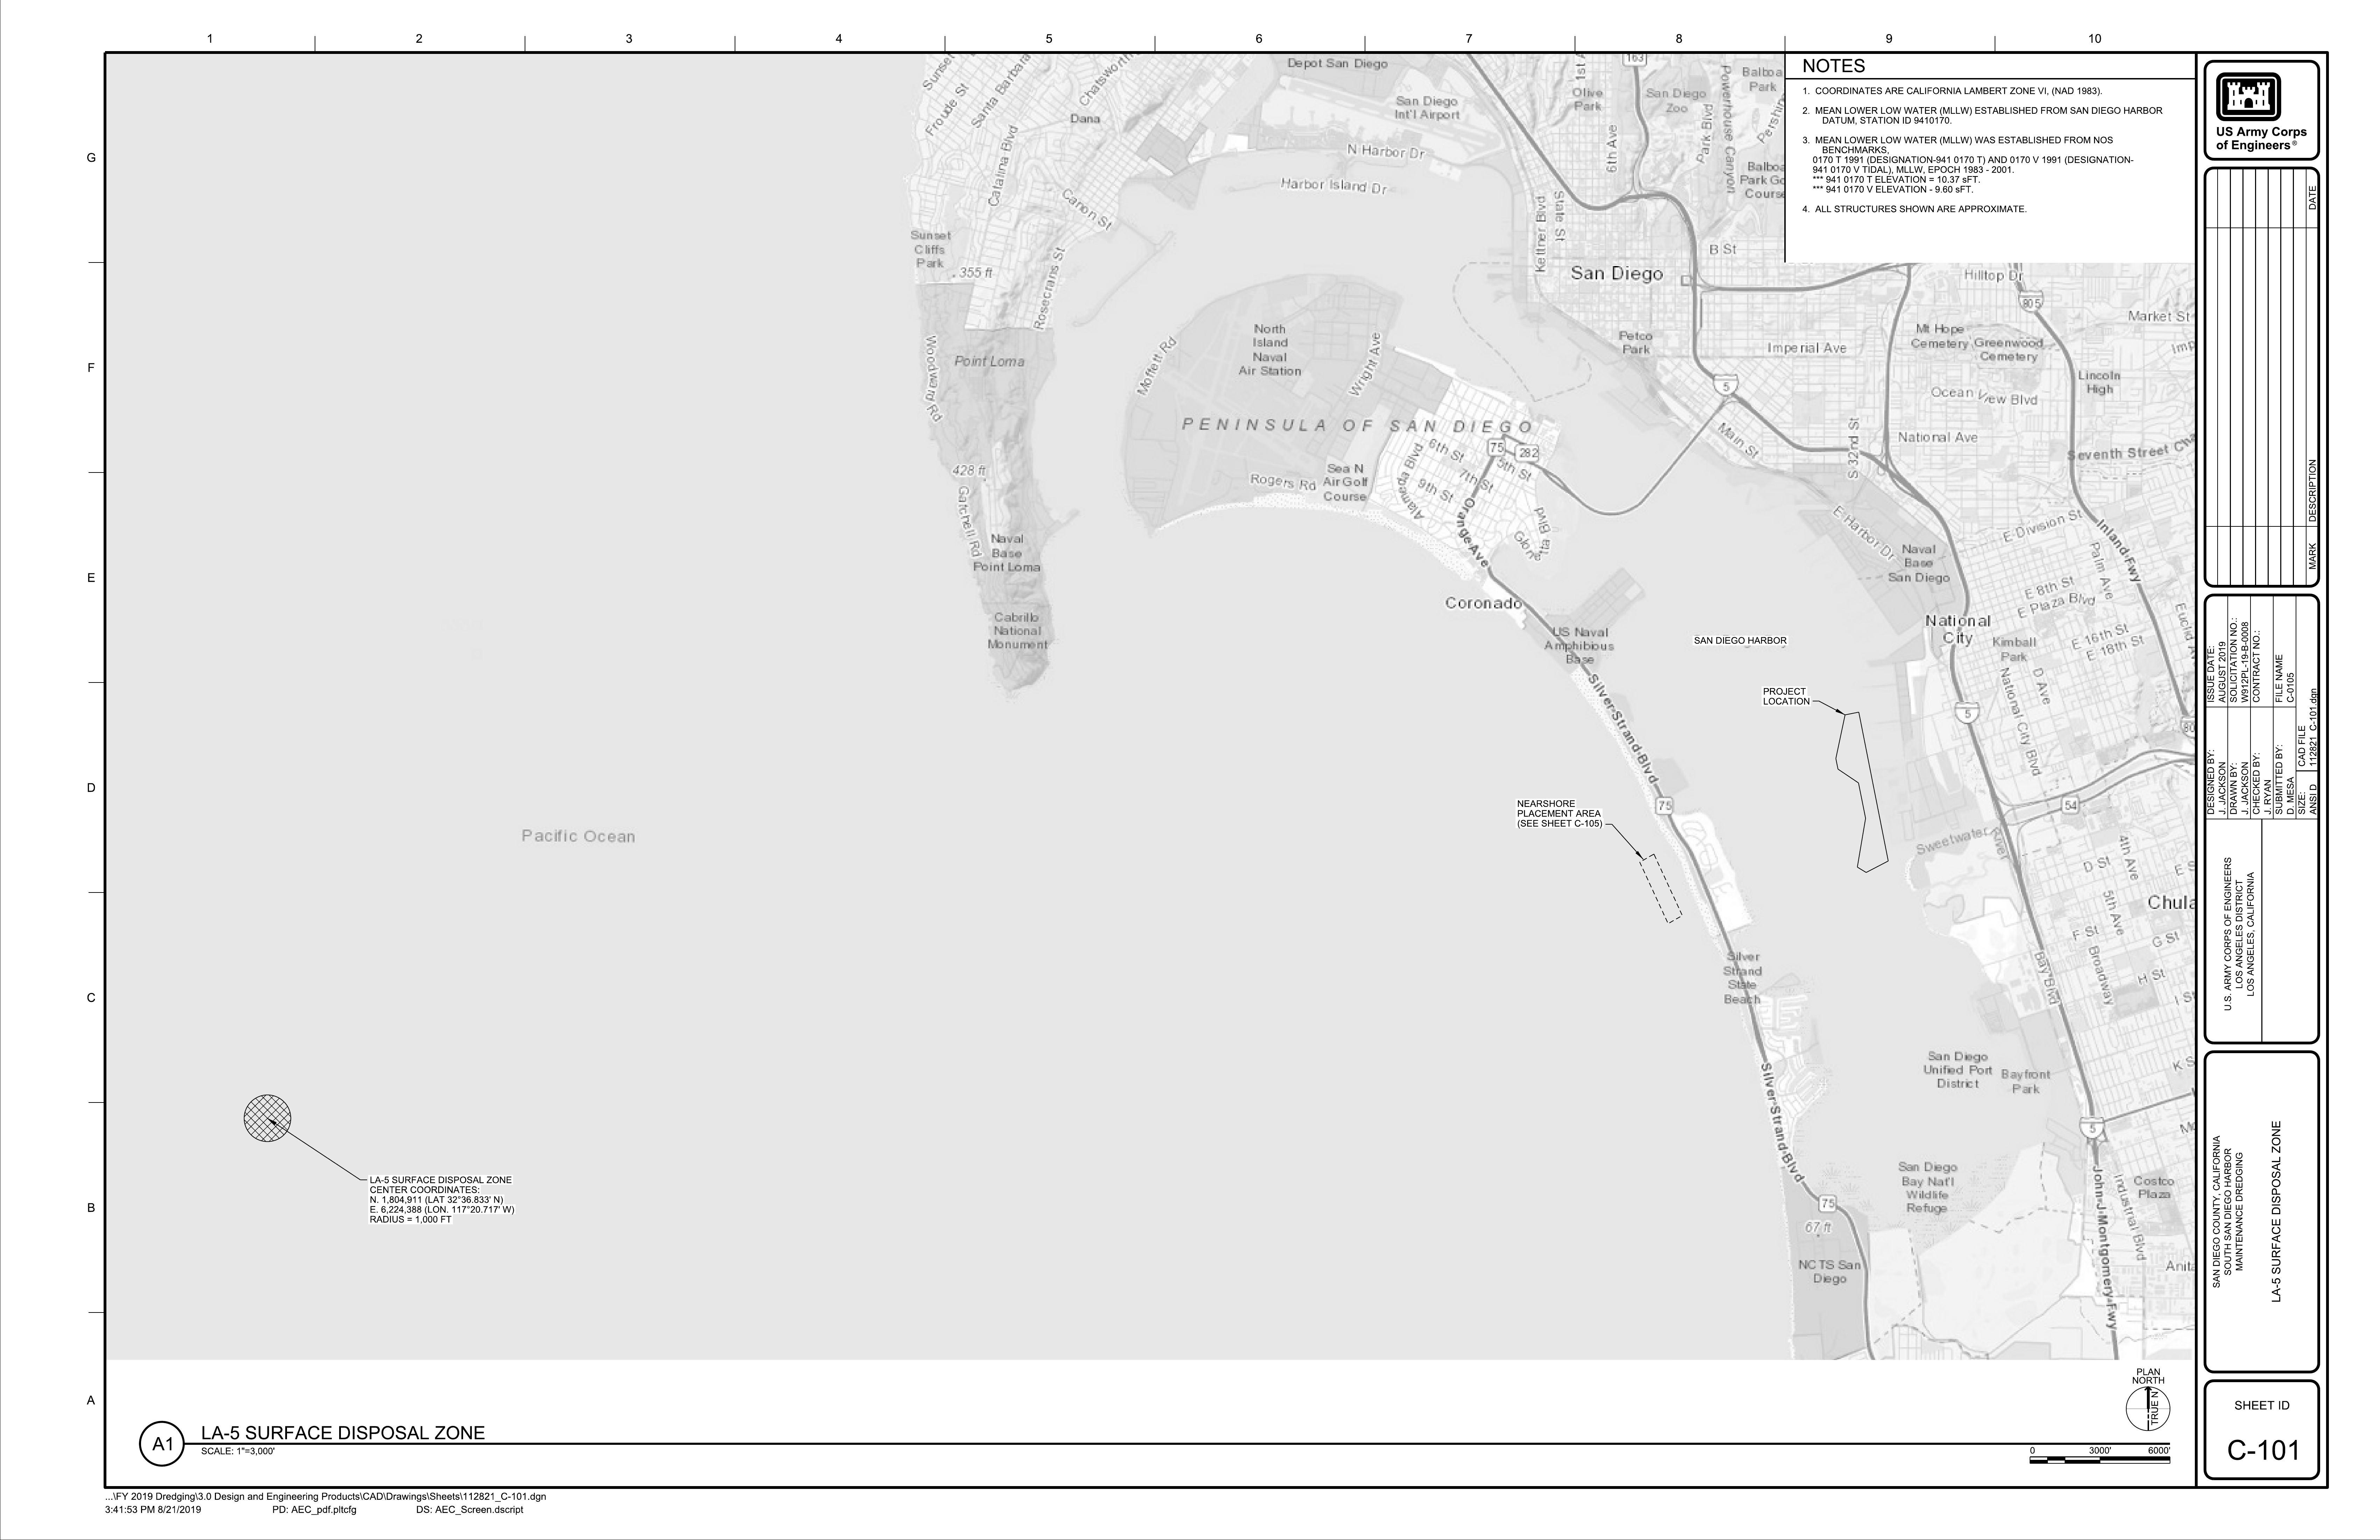 1 2 3 4 5 6 7 8 9 10
G
F
E
D
C
B
A
NOTES
1. COORDINATES ARE CALIFORNIA LAMBERT ZONE VI, (NAD 1983).
2. MEAN LOWER LOW WATER (MLLW) ESTABLISHED FROM SAN DIEGO HARBOR
DATUM, STATION ID 9410170.
3. MEAN LOWER LOW WATER (MLLW) WAS ESTABLISHED FROM NOS
BENCHMARKS,
0170 T 1991 (DESIGNATION-941 0170 T) AND 0170 V 1991 (DESIGNATION-
941 0170 V TIDAL), MLLW, EPOCH 1983 - 2001.
*** 941 0170 T ELEVATION = 10.37 sFT.
*** 941 0170 V ELEVATION - 9.60 sFT.
4. ALL STRUCTURES SHOWN ARE APPROXIMATE.
Sunset
Froude St
Santa Barbara
Chatsworth
Dana
Catalina Blvd
Canon St
Rosecrans St
Sunset
Cliffs
Park
355 ft
Woodward Rd
Point Loma
428 ft
Gatchell Rd
Naval
Base
Point Loma
Cabrillo
National
Monument
Depot San Diego
San Diego
Int'l Airport
N Harbor Dr
Harbor Island Dr
North
Island
Naval
Air Station
Moffett Rd
Wright Ave
PENINSULA OF SAN DIEGO
Rogers Rd
Sea N
Air Golf
Course
Alameda Blvd
6th St
7th St
5th St
9th St
75
282
Orange Ave
Glorietta Blvd
Coronado
US Naval
Amphibious
Base
Silver Strand Blvd
75
1st A
Olive
Park
163
San Diego
Zoo
Balboa
Park
Powerhouse Canyon
Park Blvd
Pershin
Balboa
Park Go
Course
6th Ave
State St
Kettner Blvd
B St
San Diego
Petco
Park
Imperial Ave
5
Main St
S 32nd St
Hilltop Dr
805
Market St
Mt Hope
Cemetery
Greenwood
Cemetery
Imp
Lincoln
High
Ocean View Blvd
National Ave
Seventh Street Cha
E Harbor Dr
Naval
Base
San Diego
E Division St
Inland Fwy
Palm Ave
E 8th St
E Plaza Blvd
E 16th St
E 18th St
Euclid
National
City
Kimball
Park
D Ave
National City Blvd
5
80
54
SAN DIEGO HARBOR
PROJECT
LOCATION
NEARSHORE
PLACEMENT AREA
(SEE SHEET C-105)
Pacific Ocean
Sweetwater River
D St
4th Ave
E S
5th Ave
Chula
F St
G St
Broadway
H St
I St
Bay Blvd
K S
Silver
Strand
State
Beach
Silver Strand Blvd
San Diego
Unified Port
District
Bayfront
Park
5
Mo
San Diego
Bay Nat'l
Wildlife
Refuge
75
67 ft
NCTS San
Diego
John J Montgomery Fwy
Industrial Blvd
Costco
Plaza
Anita
LA-5 SURFACE DISPOSAL ZONE
CENTER COORDINATES:
N. 1,804,911 (LAT 32°36.833' N)
E. 6,224,388 (LON. 117°20.717' W)
RADIUS = 1,000 FT
PLAN
NORTH
TRUE N
0 3000' 6000'
A1
LA-5 SURFACE DISPOSAL ZONE
SCALE: 1"=3,000'
US Army Corps
of Engineers®
MARK DESCRIPTION DATE
DESIGNED BY:
J. JACKSON
DRAWN BY:
J. JACKSON
CHECKED BY:
J. RYAN
SUBMITTED BY:
D. MESA
SIZE:
ANSI D
ISSUE DATE:
AUGUST 2019
SOLICITATION NO.:
W912PL-19-B-0008
CONTRACT NO.:
FILE NAME
C-0105
CAD FILE
112821_C-101.dgn
U.S. ARMY CORPS OF ENGINEERS
LOS ANGELES DISTRICT
LOS ANGELES, CALIFORNIA
SAN DIEGO COUNTY, CALIFORNIA
SOUTH SAN DIEGO HARBOR
MAINTENANCE DREDGING
LA-5 SURFACE DISPOSAL ZONE
SHEET ID
C-101
...\FY 2019 Dredging\3.0 Design and Engineering Products\CAD\Drawings\Sheets\112821_C-101.dgn
3:41:53 PM 8/21/2019 PD: AEC_pdf.pltcfg DS: AEC_Screen.dscript